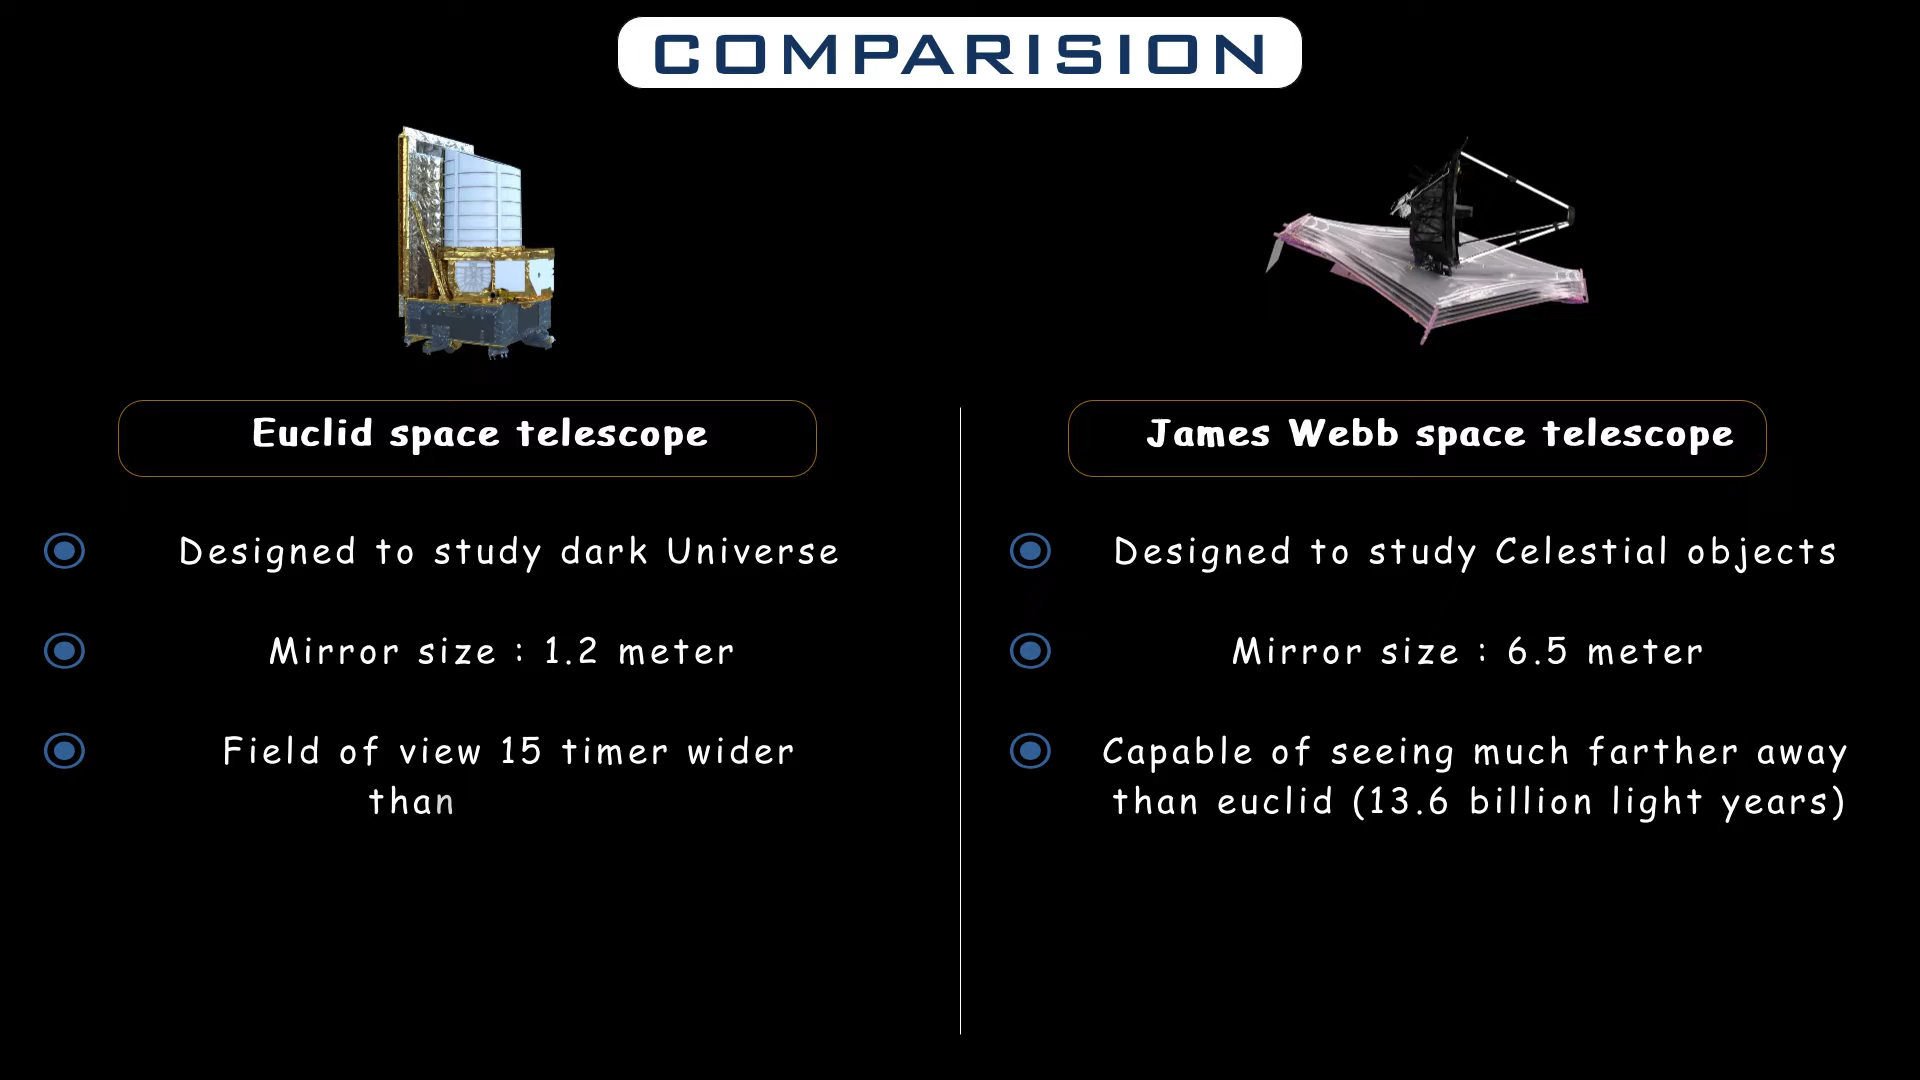 COMPARISION
Euclid space telescope
Designed to study dark Universe
Mirror size : 1.2 meter
Field of view 15 timer wider
than
James Webb space telescope
Designed to study Celestial objects
Mirror size : 6.5 meter
Capable of seeing much farther away
than euclid (13.6 billion light years)